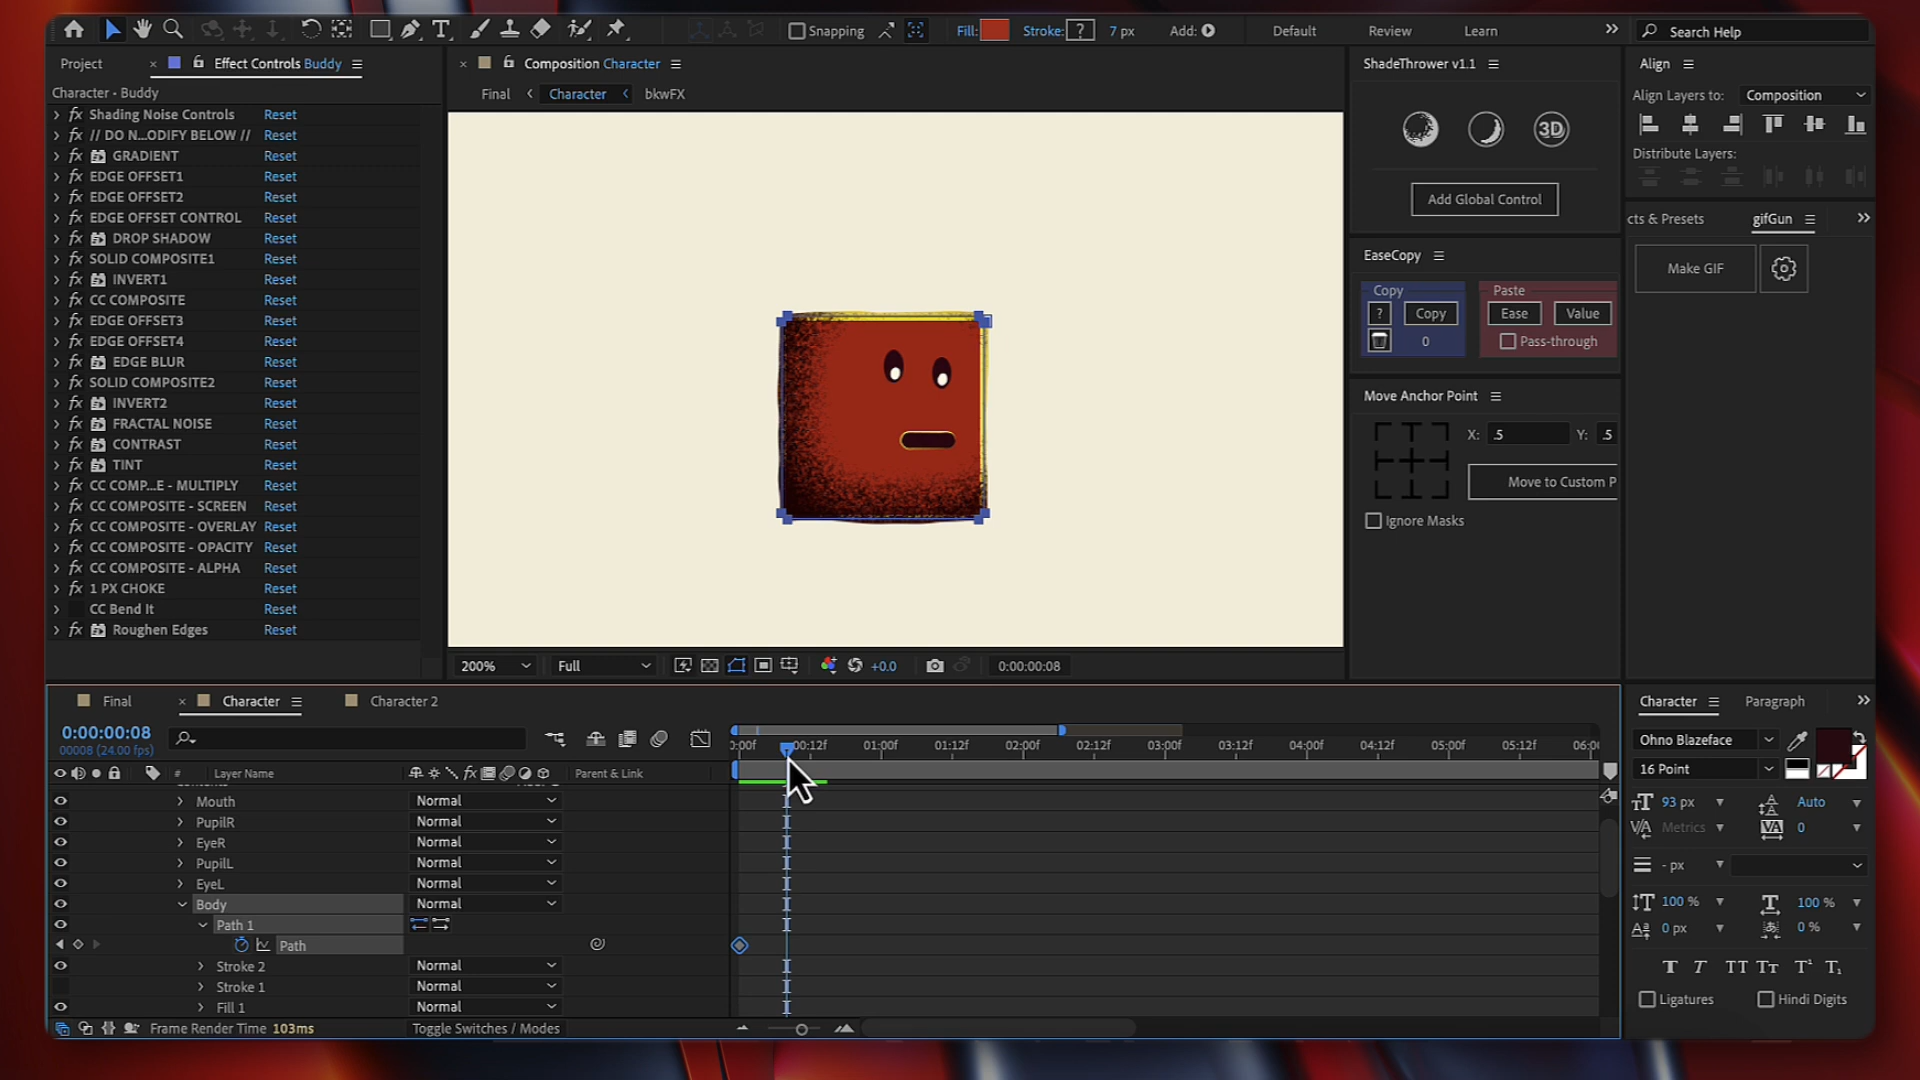 Snapping
Fill:
Stroke: ?
7 px
Add:
Default
Review
Learn
Search Help
Project
Effect Controls Buddy
Composition Character
ShadeThrower v1.1
Align
Character - Buddy
Final
Character
bkwFX
Align Layers to:
Composition
Shading Noise Controls Reset
// DO N...ODIFY BELOW // Reset
GRADIENT Reset
EDGE OFFSET1 Reset
EDGE OFFSET2 Reset
EDGE OFFSET CONTROL Reset
DROP SHADOW Reset
SOLID COMPOSITE1 Reset
INVERT1 Reset
CC COMPOSITE Reset
EDGE OFFSET3 Reset
EDGE OFFSET4 Reset
EDGE BLUR Reset
SOLID COMPOSITE2 Reset
INVERT2 Reset
FRACTAL NOISE Reset
CONTRAST Reset
TINT Reset
CC COMP...E - MULTIPLY Reset
CC COMPOSITE - SCREEN Reset
CC COMPOSITE - OVERLAY Reset
CC COMPOSITE - OPACITY Reset
CC COMPOSITE - ALPHA Reset
1 PX CHOKE Reset
CC Bend It Reset
Roughen Edges Reset
3D
Add Global Control
Distribute Layers:
cts & Presets
gifGun
Make GIF
EaseCopy
Copy
? Copy
0
Paste
Ease
Value
Pass-through
Move Anchor Point
X: .5 Y: .5
Move to Custom P
Ignore Masks
200%
Full
+0.0
0:00:00:08
Final
Character
Character 2
0:00:00:08
00008 (24.00 fps)
:00f 00:12f 01:00f 01:12f 02:00f 02:12f 03:00f 03:12f 04:00f 04:12f 05:00f 05:12f 06:0
# Layer Name
Parent & Link
Mouth Normal
PupilR Normal
EyeR Normal
PupilL Normal
EyeL Normal
Body Normal
Path 1
Path
Stroke 2 Normal
Stroke 1 Normal
Fill 1 Normal
Frame Render Time 103ms
Toggle Switches / Modes
Character
Paragraph
Ohno Blazeface
16 Point
93 px
Auto
Metrics
0
- px
100 %
100 %
0 px
0 %
T T TT Tt T¹ T₁
Ligatures
Hindi Digits